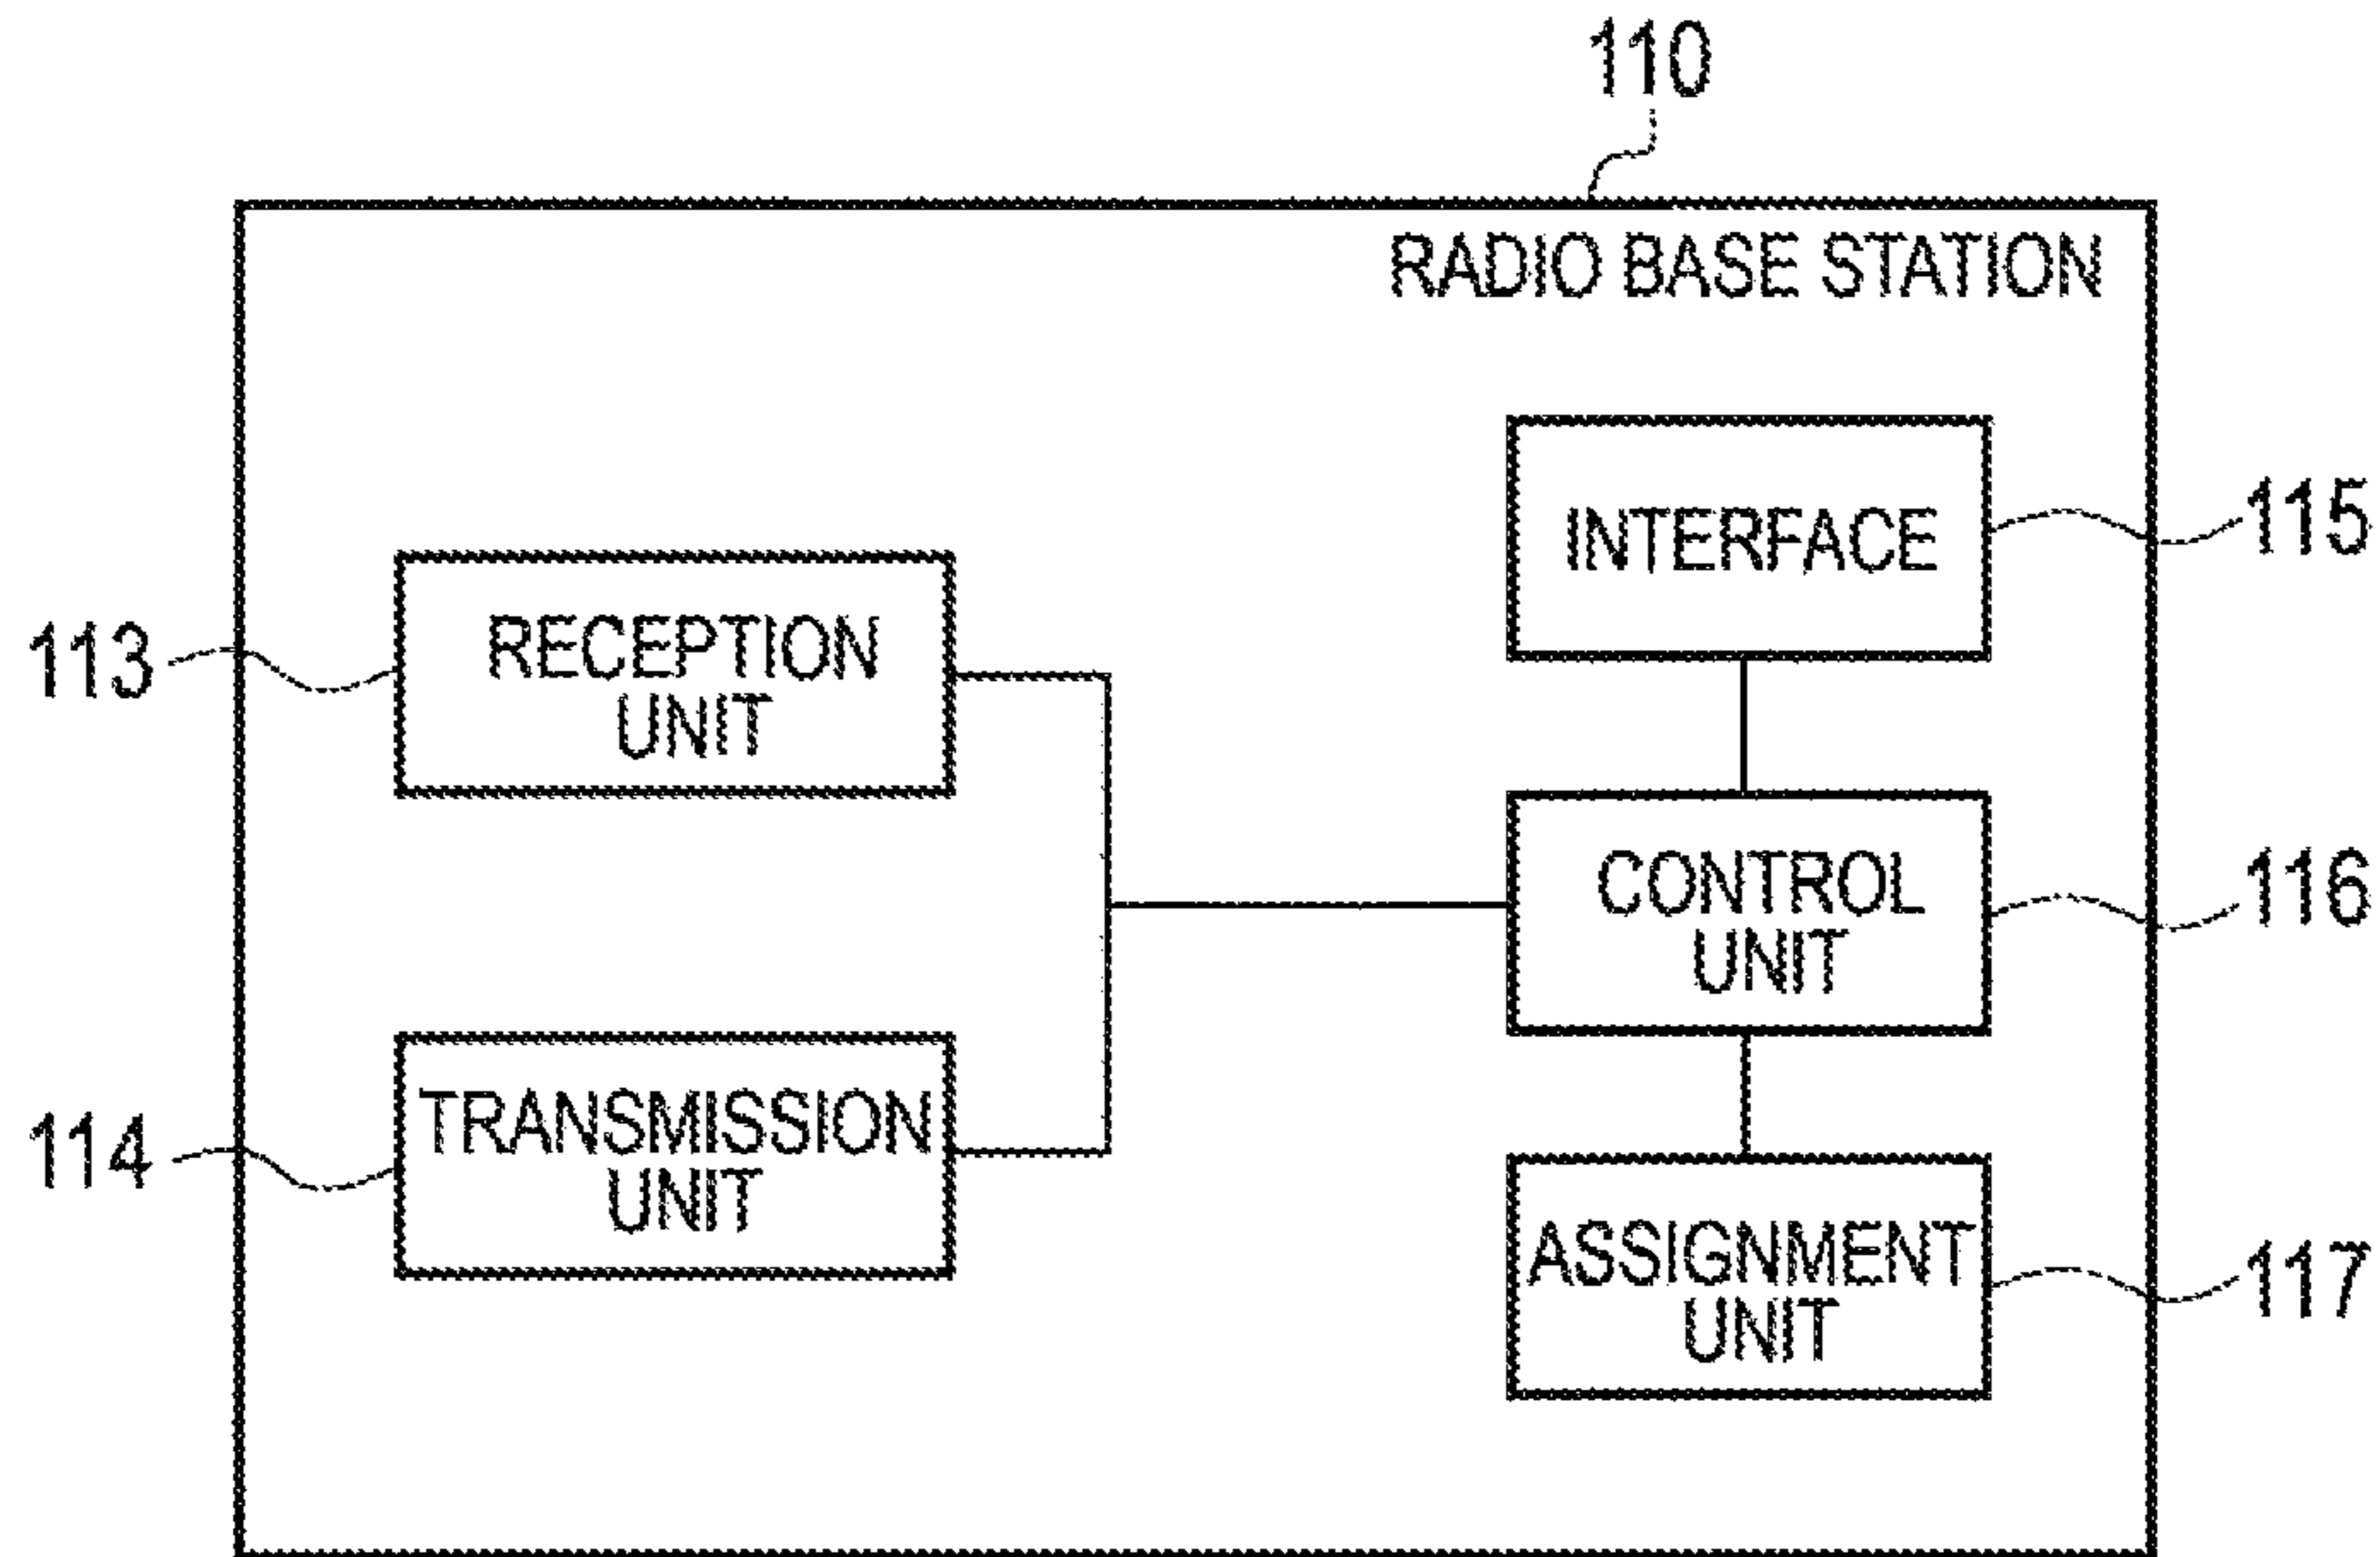 110
RADIO BASE STATION
INTERFACE
115
113
RECEPTION
UNIT
CONTROL
UNIT
116
114
TRANSMISSION
UNIT
ASSIGNMENT
UNIT
117